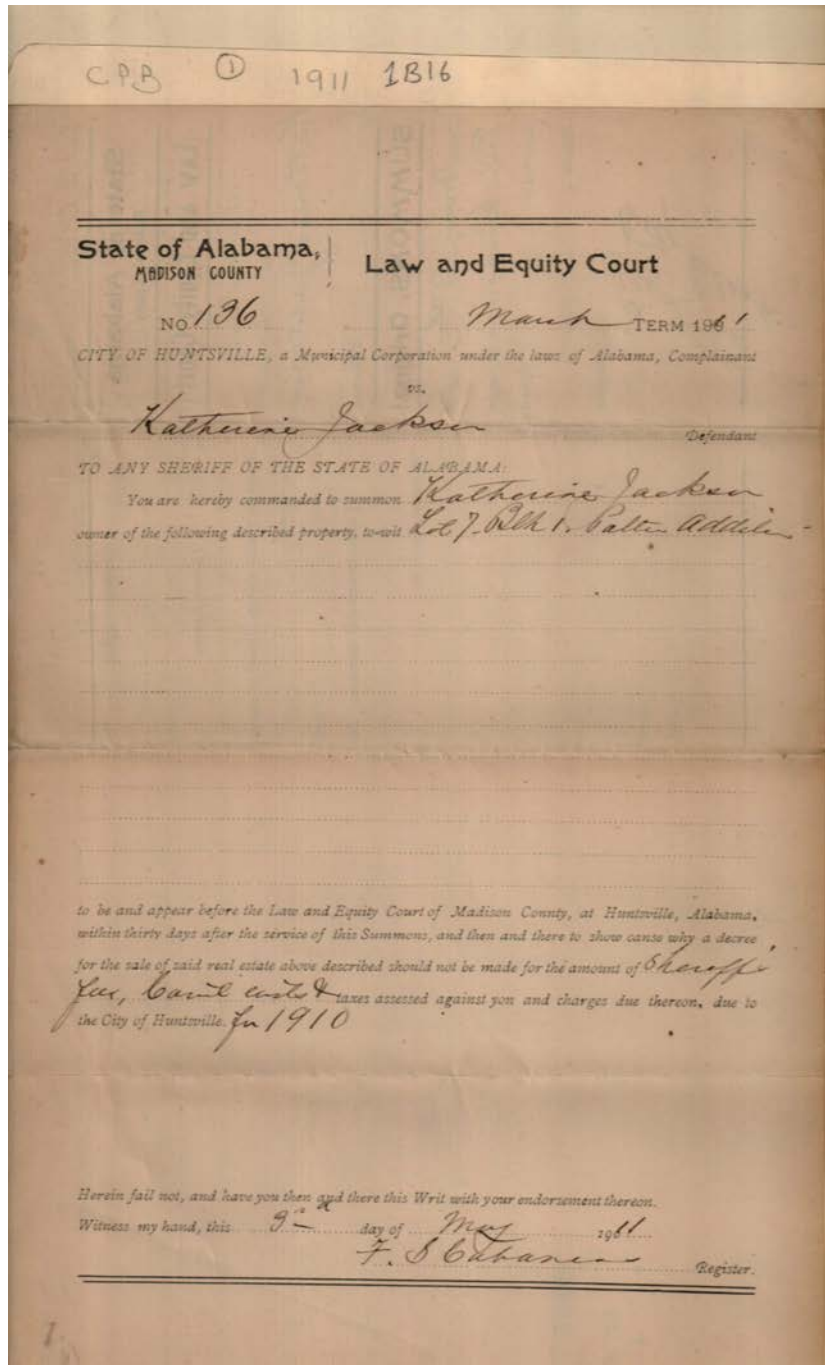 CPB ① 1911 1B16
State of Alabama, Law and Equity Court
MADISON COUNTY
NO. 136 March TERM 1911
CITY OF HUNTSVILLE, a Municipal Corporation under the laws of Alabama, Complainant
vs.
Katherine Jackson Defendant
TO ANY SHERIFF OF THE STATE OF ALABAMA:
You are hereby commanded to summon Katherine Jackson
owner of the following described property, to-wit Lot 7. Blk 1.
to be and appear before the Law and Equity Court of Madison County, at Huntsville, Alabama,
within thirty days after the service of this Summons, and then and there to show cause why a decree
for the sale of said real estate above described should not be made for the amount of Sheriffs
fees, Court costs & taxes assessed against you and charges due thereon, due to
the City of Huntsville. for 1910
Herein fail not, and have you then and there this Writ with your endorsement thereon.
Witness my hand, this day of May 1911
F. S Cabaniss Register.